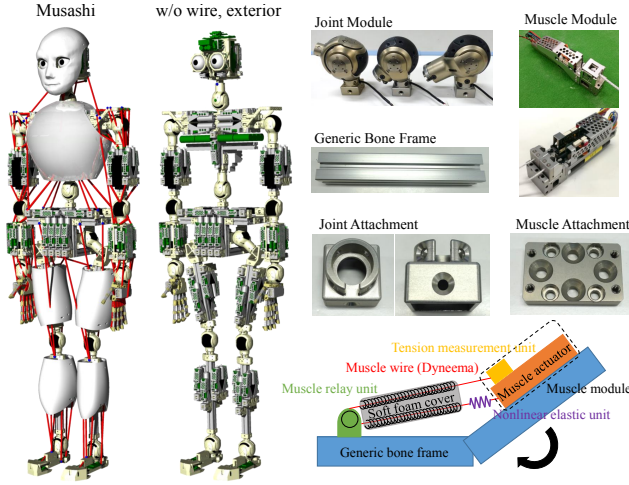 Musashi
w/o wire, exterior
Joint Module
Muscle Module
Generic Bone Frame
Joint Attachment
Muscle Attachment
Tension measurement unit
Muscle wire (Dyneema)
Muscle actuator
Muscle relay unit
Muscle module
Soft foam cover
Nonlinear elastic unit
Generic bone frame